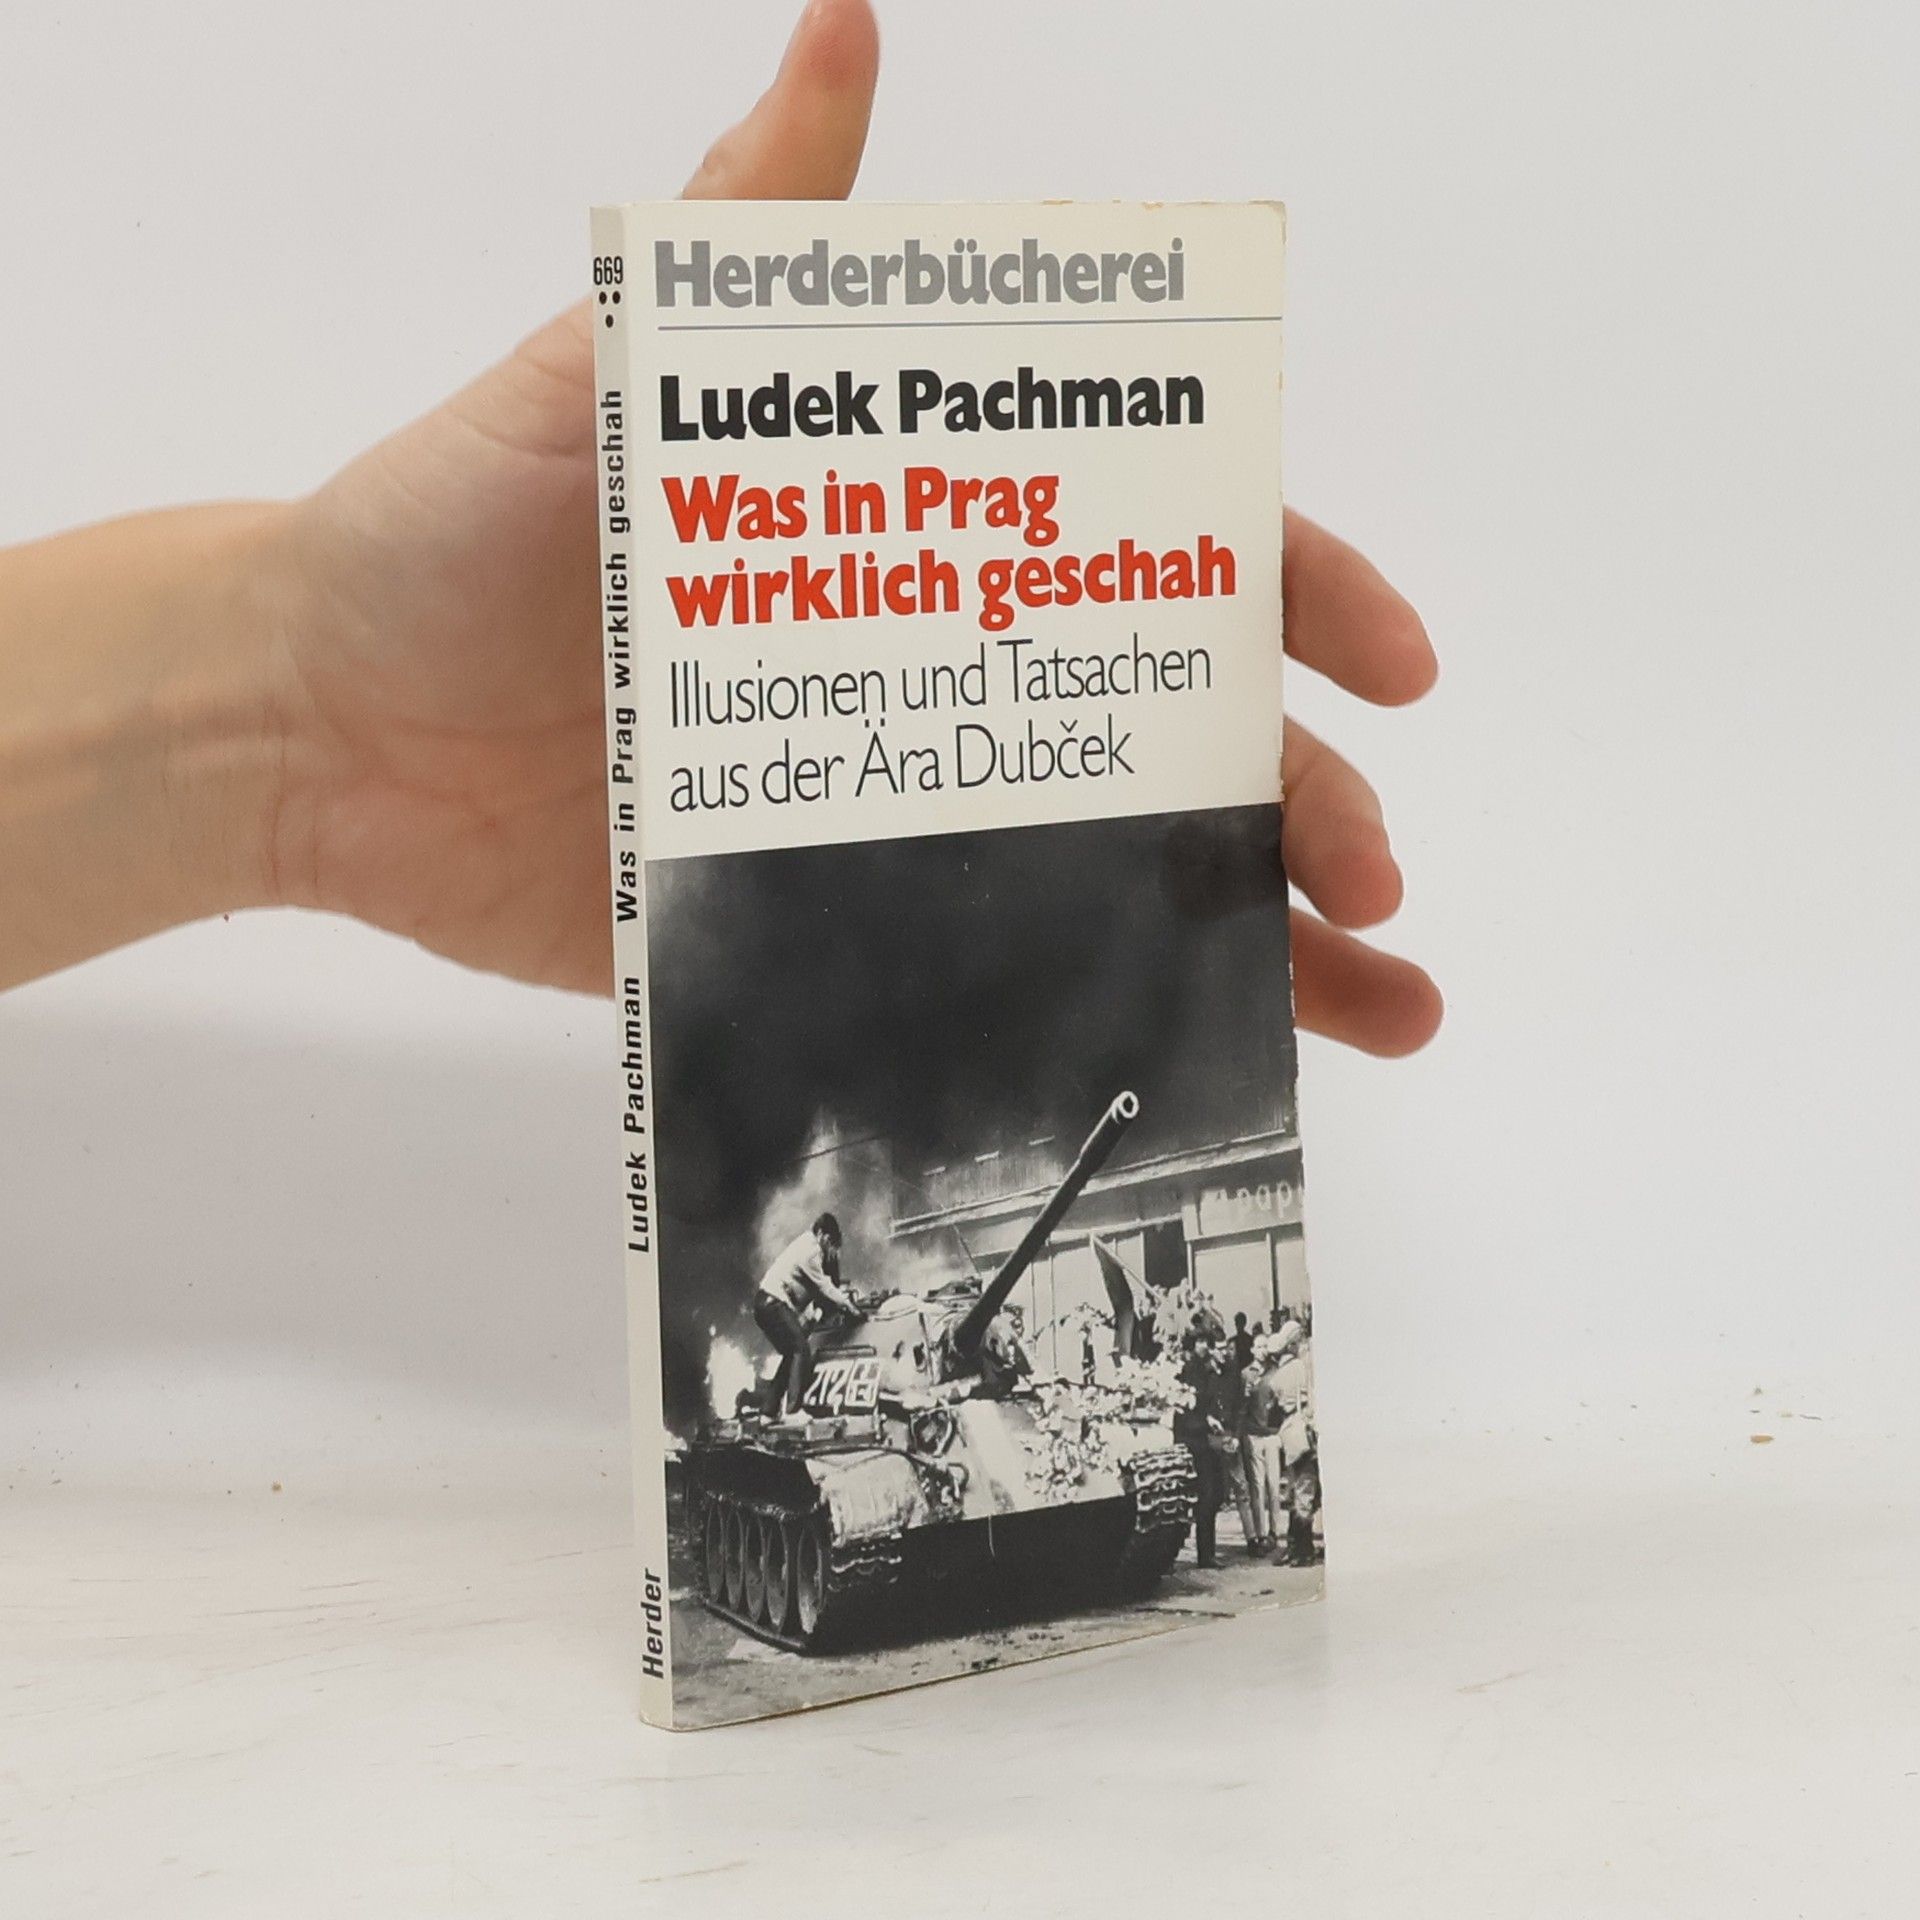 Herderbücherei
Ludek Pachman
Was in Prag
wirklich geschah
Illusionen und Tatsachen
aus der Ära Dubček
669
Ludek Pachman Was in Prag wirklich geschah
Herder
papí